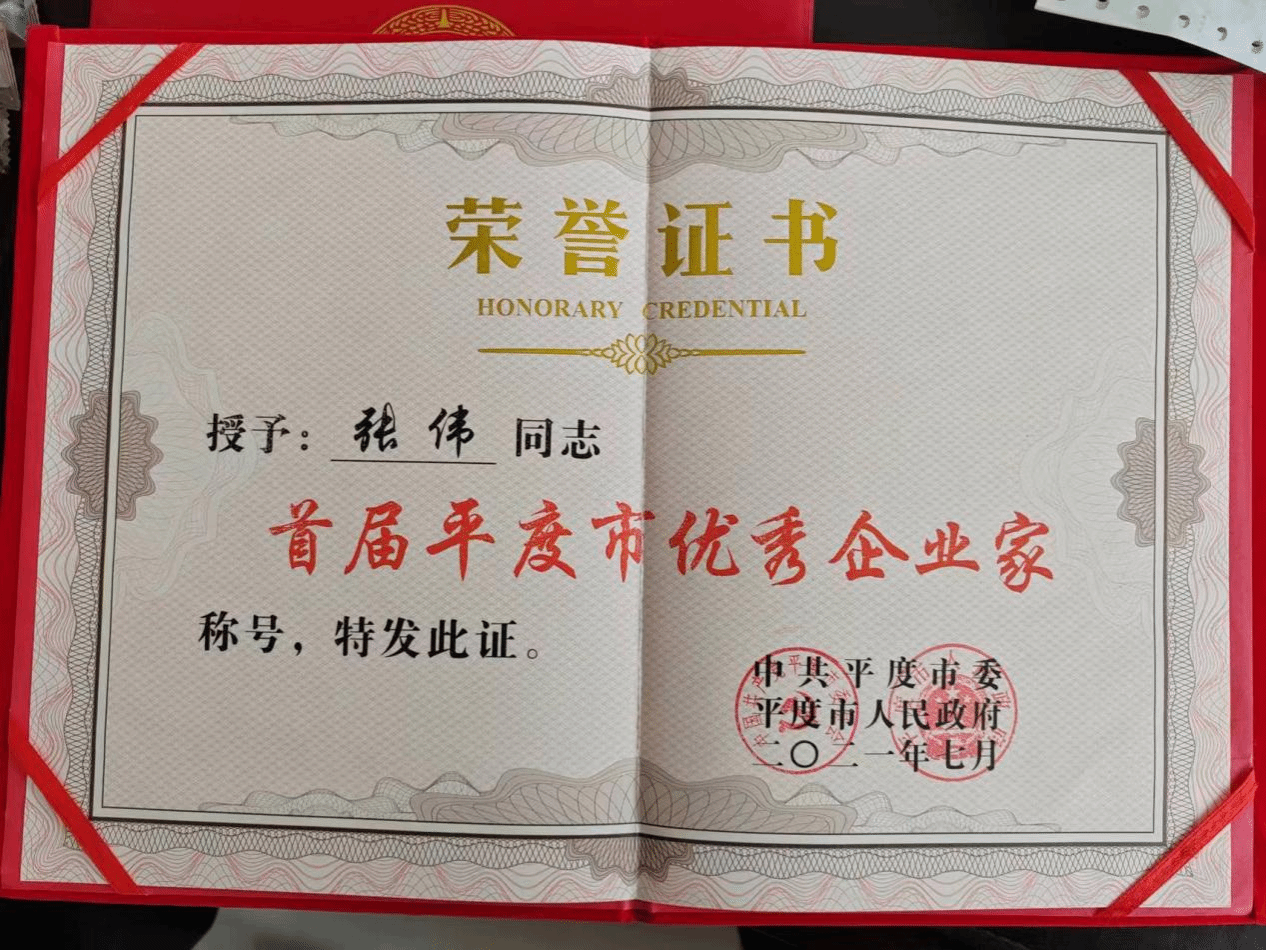 荣誉证书
HONORARY CREDENTIAL
授予：张伟同志
首届平度市优秀企业家
称号，特发此证。
中共平度市委
平度市人民政府
二〇二一年七月